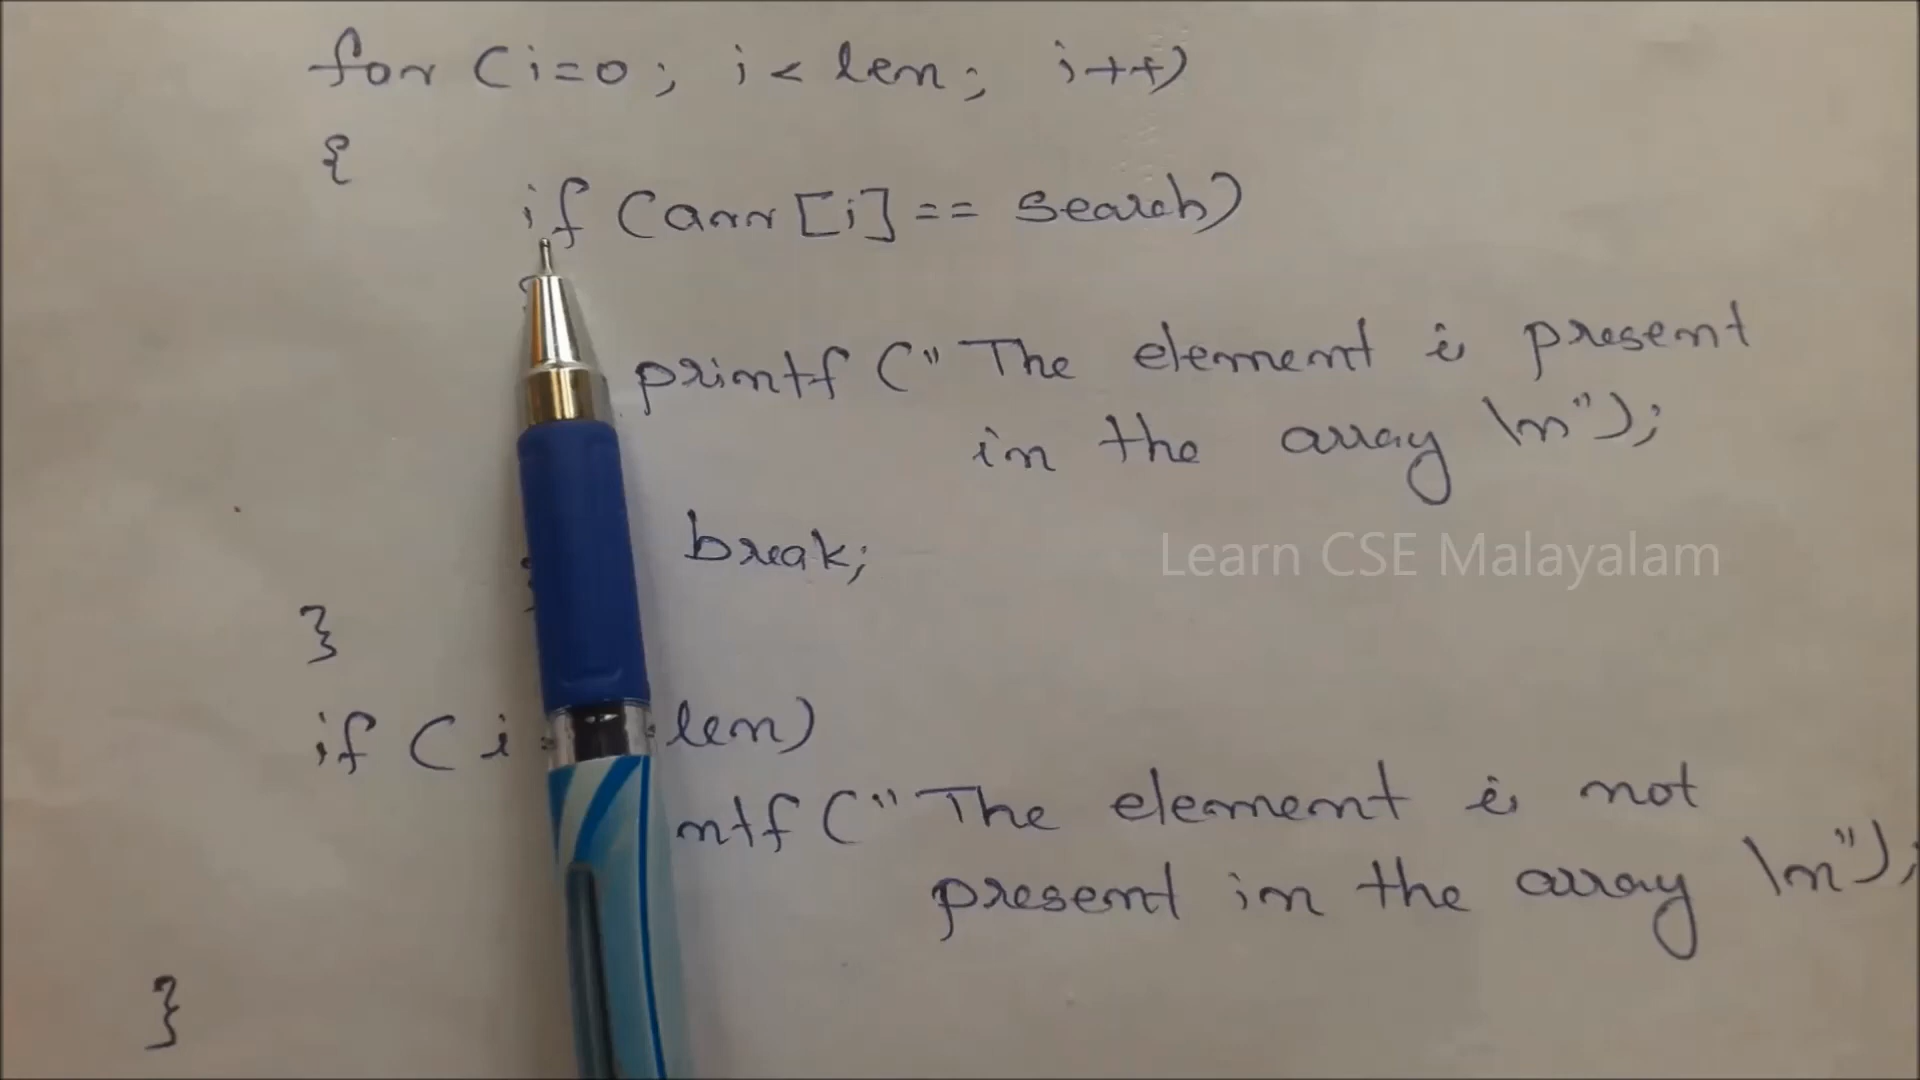 for (i=0; i < len; i++)
{
if (arr[i] == search)
printf (" The element is present
in the array \n");
break;
Learn CSE Malayalam
}
if ( i len)
ntf (" The element is not
present in the array \n");
}